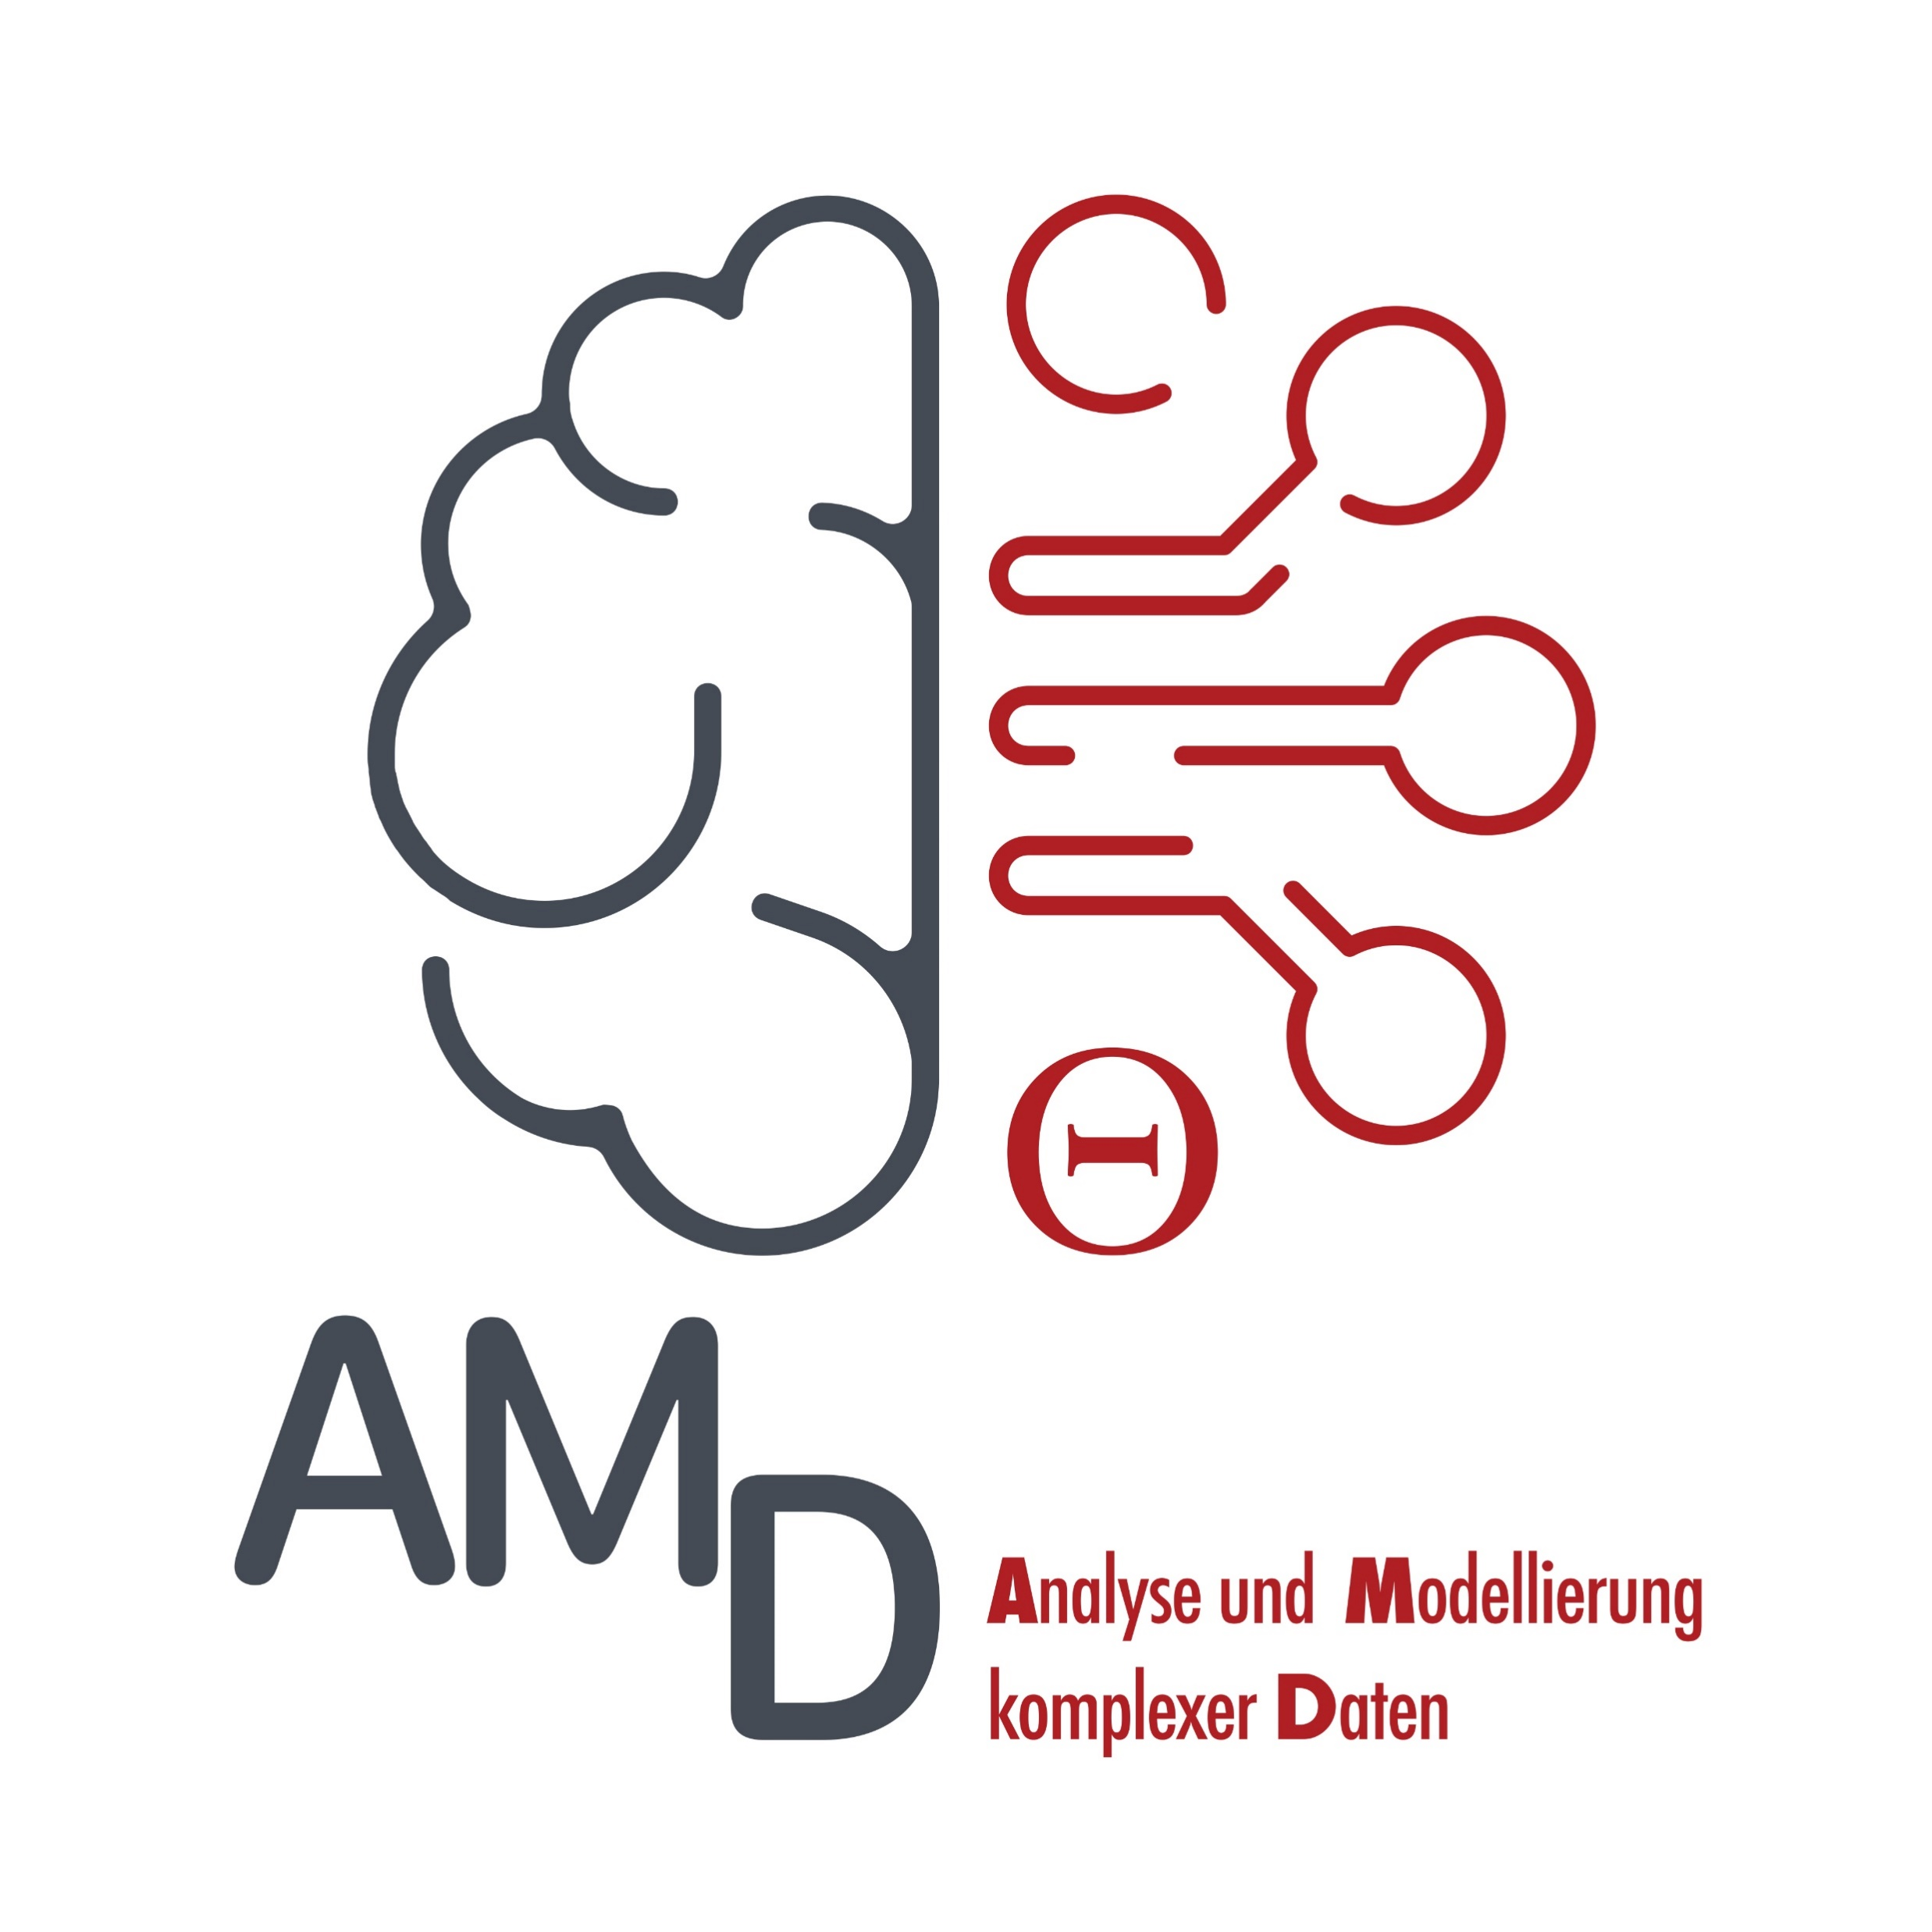 Θ
AMD
Analyse und Modellierung
komplexer Daten